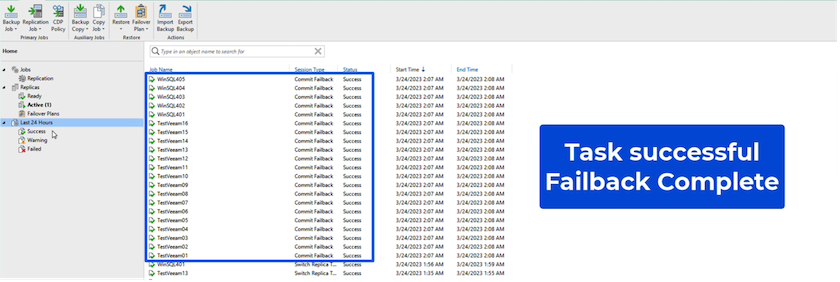 Backup Job Replication Job CDP Policy Backup Copy Copy Job Restore Failover Plan Import Backup Export Backup
Primary Jobs Auxiliary Jobs Restore Actions
Home
Type in an object name to search for
Jobs
Replication
Replicas
Ready
Active (1)
Failover Plans
Last 24 Hours
Success
Warning
Failed
Job Name Session Type Status Start Time End Time
WinSQL405 Commit Failback Success 3/24/2023 2:07 AM 3/24/2023 2:08 AM
WinSQL404 Commit Failback Success 3/24/2023 2:07 AM 3/24/2023 2:08 AM
WinSQL403 Commit Failback Success 3/24/2023 2:07 AM 3/24/2023 2:08 AM
WinSQL402 Commit Failback Success 3/24/2023 2:07 AM 3/24/2023 2:08 AM
WinSQL401 Commit Failback Success 3/24/2023 2:07 AM 3/24/2023 2:08 AM
TestVeeam16 Commit Failback Success 3/24/2023 2:07 AM 3/24/2023 2:08 AM
TestVeeam15 Commit Failback Success 3/24/2023 2:07 AM 3/24/2023 2:08 AM
TestVeeam14 Commit Failback Success 3/24/2023 2:07 AM 3/24/2023 2:08 AM
TestVeeam13 Commit Failback Success 3/24/2023 2:07 AM 3/24/2023 2:08 AM
TestVeeam12 Commit Failback Success 3/24/2023 2:07 AM 3/24/2023 2:08 AM
TestVeeam11 Commit Failback Success 3/24/2023 2:07 AM 3/24/2023 2:08 AM
TestVeeam10 Commit Failback Success 3/24/2023 2:07 AM 3/24/2023 2:08 AM
TestVeeam09 Commit Failback Success 3/24/2023 2:07 AM 3/24/2023 2:08 AM
TestVeeam08 Commit Failback Success 3/24/2023 2:07 AM 3/24/2023 2:08 AM
TestVeeam07 Commit Failback Success 3/24/2023 2:07 AM 3/24/2023 2:08 AM
TestVeeam06 Commit Failback Success 3/24/2023 2:07 AM 3/24/2023 2:08 AM
TestVeeam05 Commit Failback Success 3/24/2023 2:07 AM 3/24/2023 2:08 AM
TestVeeam04 Commit Failback Success 3/24/2023 2:07 AM 3/24/2023 2:08 AM
TestVeeam03 Commit Failback Success 3/24/2023 2:07 AM 3/24/2023 2:08 AM
TestVeeam02 Commit Failback Success 3/24/2023 2:07 AM 3/24/2023 2:08 AM
TestVeeam01 Commit Failback Success 3/24/2023 2:07 AM 3/24/2023 2:08 AM
WinSQL401 Switch Replica T... Success 3/24/2023 1:56 AM 3/24/2023 1:59 AM
TestVeeam13 Switch Replica T... Success 3/24/2023 1:35 AM 3/24/2023 1:55 AM
Task successful
Failback Complete